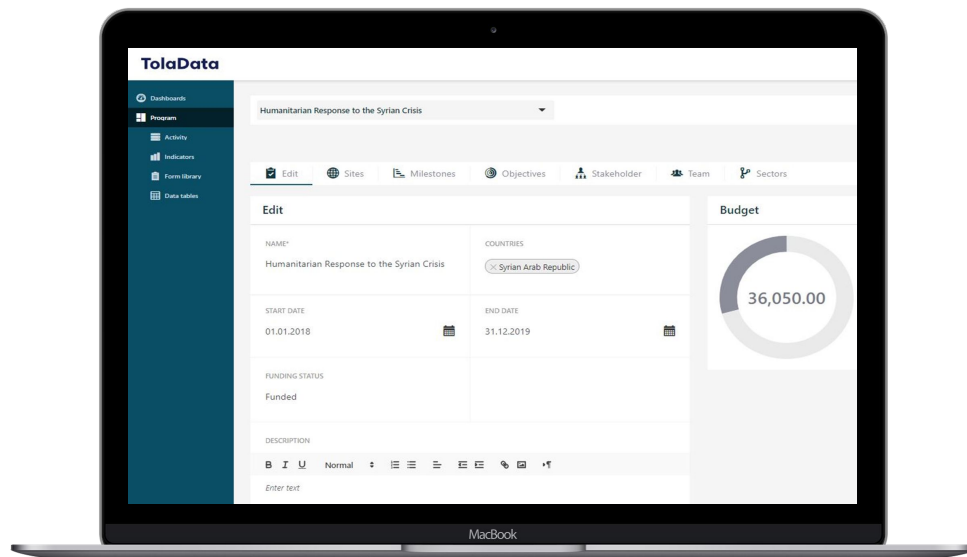 TolaData
Dashboards
Program
Activity
Indicators
Form library
Data tables
Humanitarian Response to the Syrian Crisis
Edit Sites Milestones Objectives Stakeholder Team Sectors
Edit
NAME*
Humanitarian Response to the Syrian Crisis
COUNTRIES
× Syrian Arab Republic
START DATE
01.01.2018
END DATE
31.12.2019
FUNDING STATUS
Funded
DESCRIPTION
B I U Normal
Enter text
Budget
36,050.00
MacBook